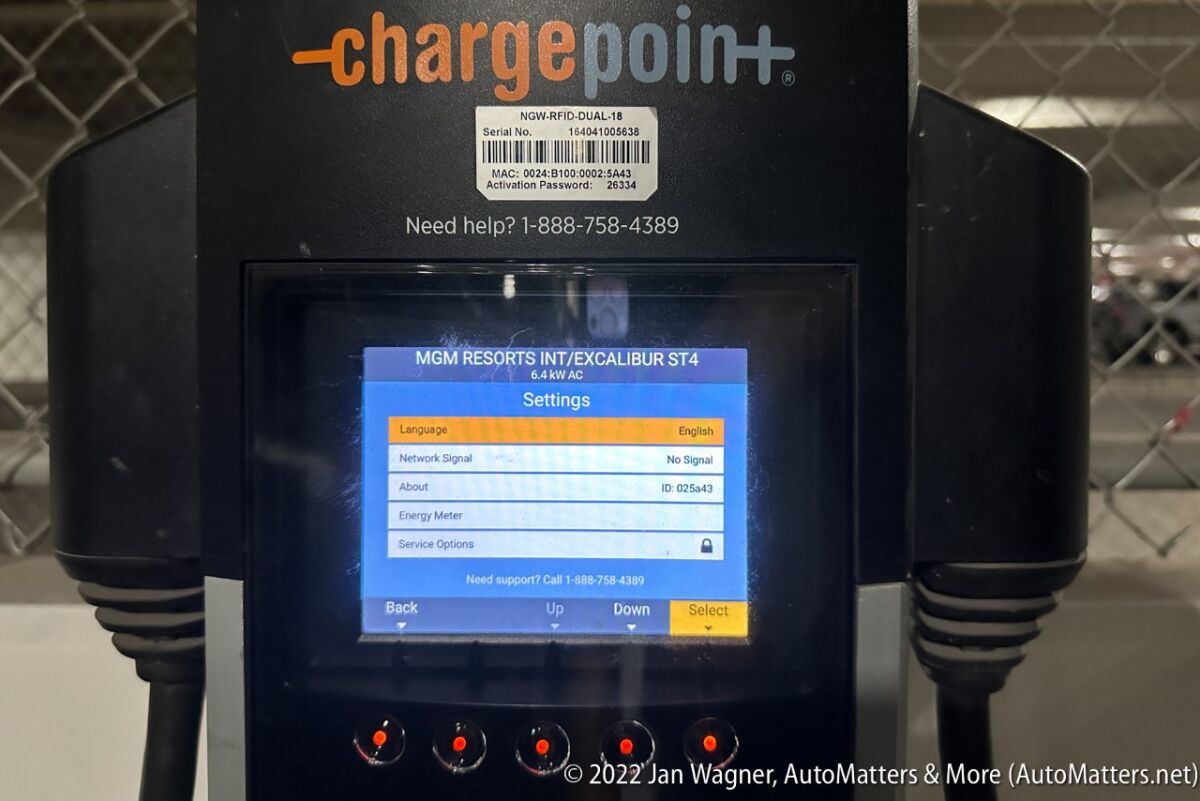 chargepoint®
NGW-RFID-DUAL-18
Serial No. 164041005638
MAC: 0024:B100:0002:5A43
Activation Password: 26334
Need help? 1-888-758-4389
MGM RESORTS INT/EXCALIBUR ST4
6.4 kW AC
Settings
Language English
Network Signal No Signal
About ID: 025a43
Energy Meter
Service Options
Need support? Call 1-888-758-4389
Back Up Down Select
© 2022 Jan Wagner, AutoMatters & More (AutoMatters.net)